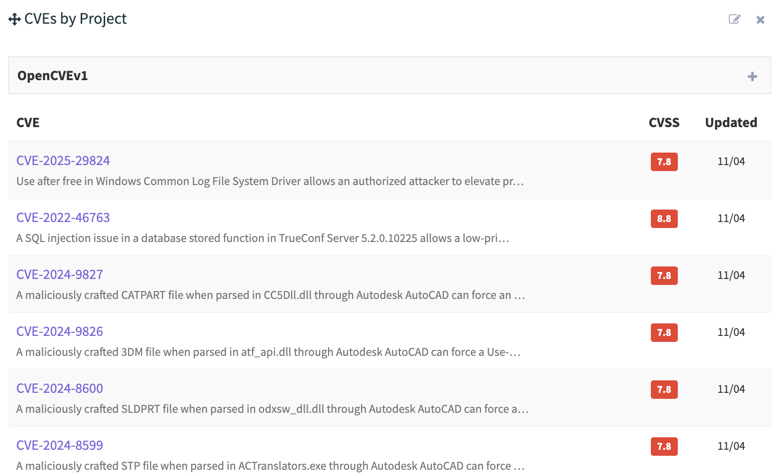 CVEs by Project
OpenCVEv1
CVE CVSS Updated
CVE-2025-29824 7.8 11/04
Use after free in Windows Common Log File System Driver allows an authorized attacker to elevate pr…
CVE-2022-46763 8.8 11/04
A SQL injection issue in a database stored function in TrueConf Server 5.2.0.10225 allows a low-pri…
CVE-2024-9827 7.8 11/04
A maliciously crafted CATPART file when parsed in CC5Dll.dll through Autodesk AutoCAD can force an …
CVE-2024-9826 7.8 11/04
A maliciously crafted 3DM file when parsed in atf_api.dll through Autodesk AutoCAD can force a Use-…
CVE-2024-8600 7.8 11/04
A maliciously crafted SLDPRT file when parsed in odxsw_dll.dll through Autodesk AutoCAD can force a…
CVE-2024-8599 7.8 11/04
A maliciously crafted STP file when parsed in ACTranslators.exe through Autodesk AutoCAD can force …